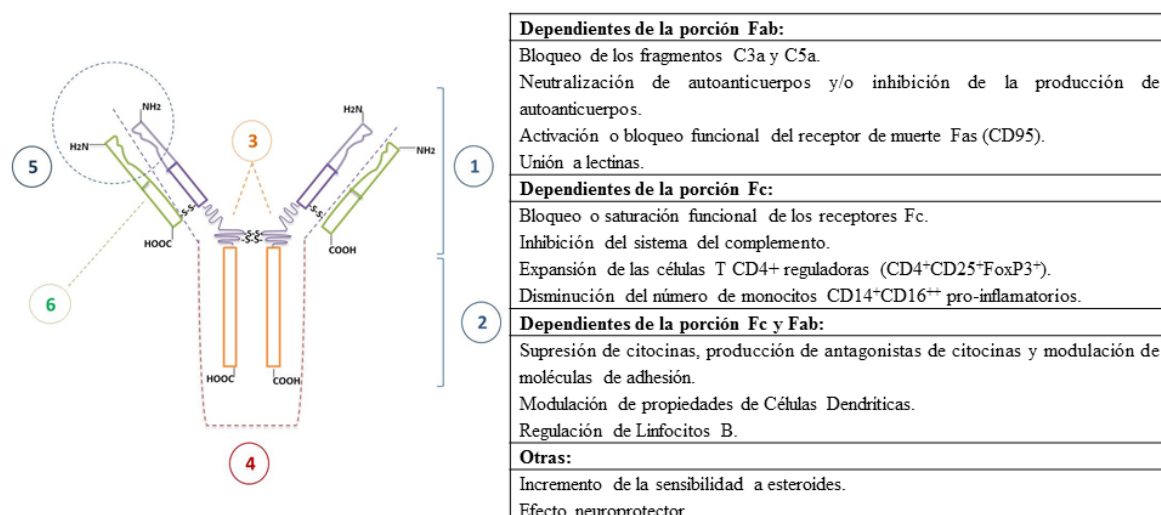 NH₂
H₂N
H₂N
NH₂
3
5
1
-S-S-
-S-S-
-S-S-
-S-S-
HOOC
COOH
6
2
HOOC
COOH
4
Dependientes de la porción Fab:
Bloqueo de los fragmentos C3a y C5a.
Neutralización de autoanticuerpos y/o inhibición de la producción de
autoanticuerpos.
Activación o bloqueo funcional del receptor de muerte Fas (CD95).
Unión a lectinas.
Dependientes de la porción Fc:
Bloqueo o saturación funcional de los receptores Fc.
Inhibición del sistema del complemento.
Expansión de las células T CD4+ reguladoras (CD4⁺CD25⁺FoxP3⁺).
Disminución del número de monocitos CD14⁺CD16⁺⁺ pro-inflamatorios.
Dependientes de la porción Fc y Fab:
Supresión de citocinas, producción de antagonistas de citocinas y modulación de
moléculas de adhesión.
Modulación de propiedades de Células Dendríticas.
Regulación de Linfocitos B.
Otras:
Incremento de la sensibilidad a esteroides.
Efecto neuroprotector